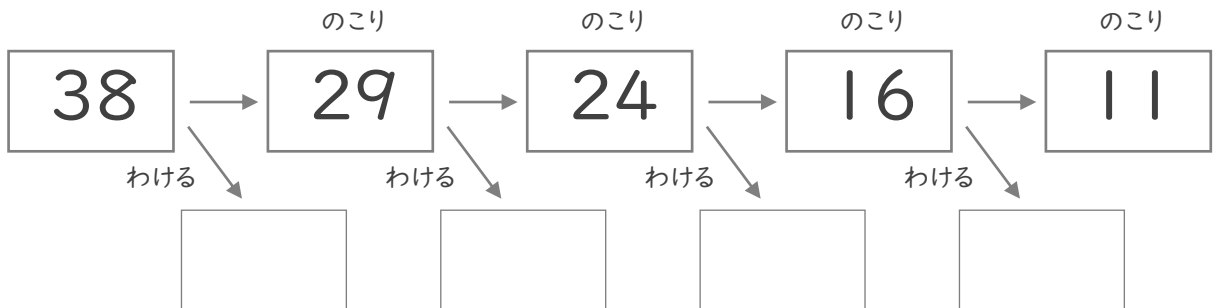 のこり のこり のこり のこり
38 29 24 16 11
わける わける わける わける